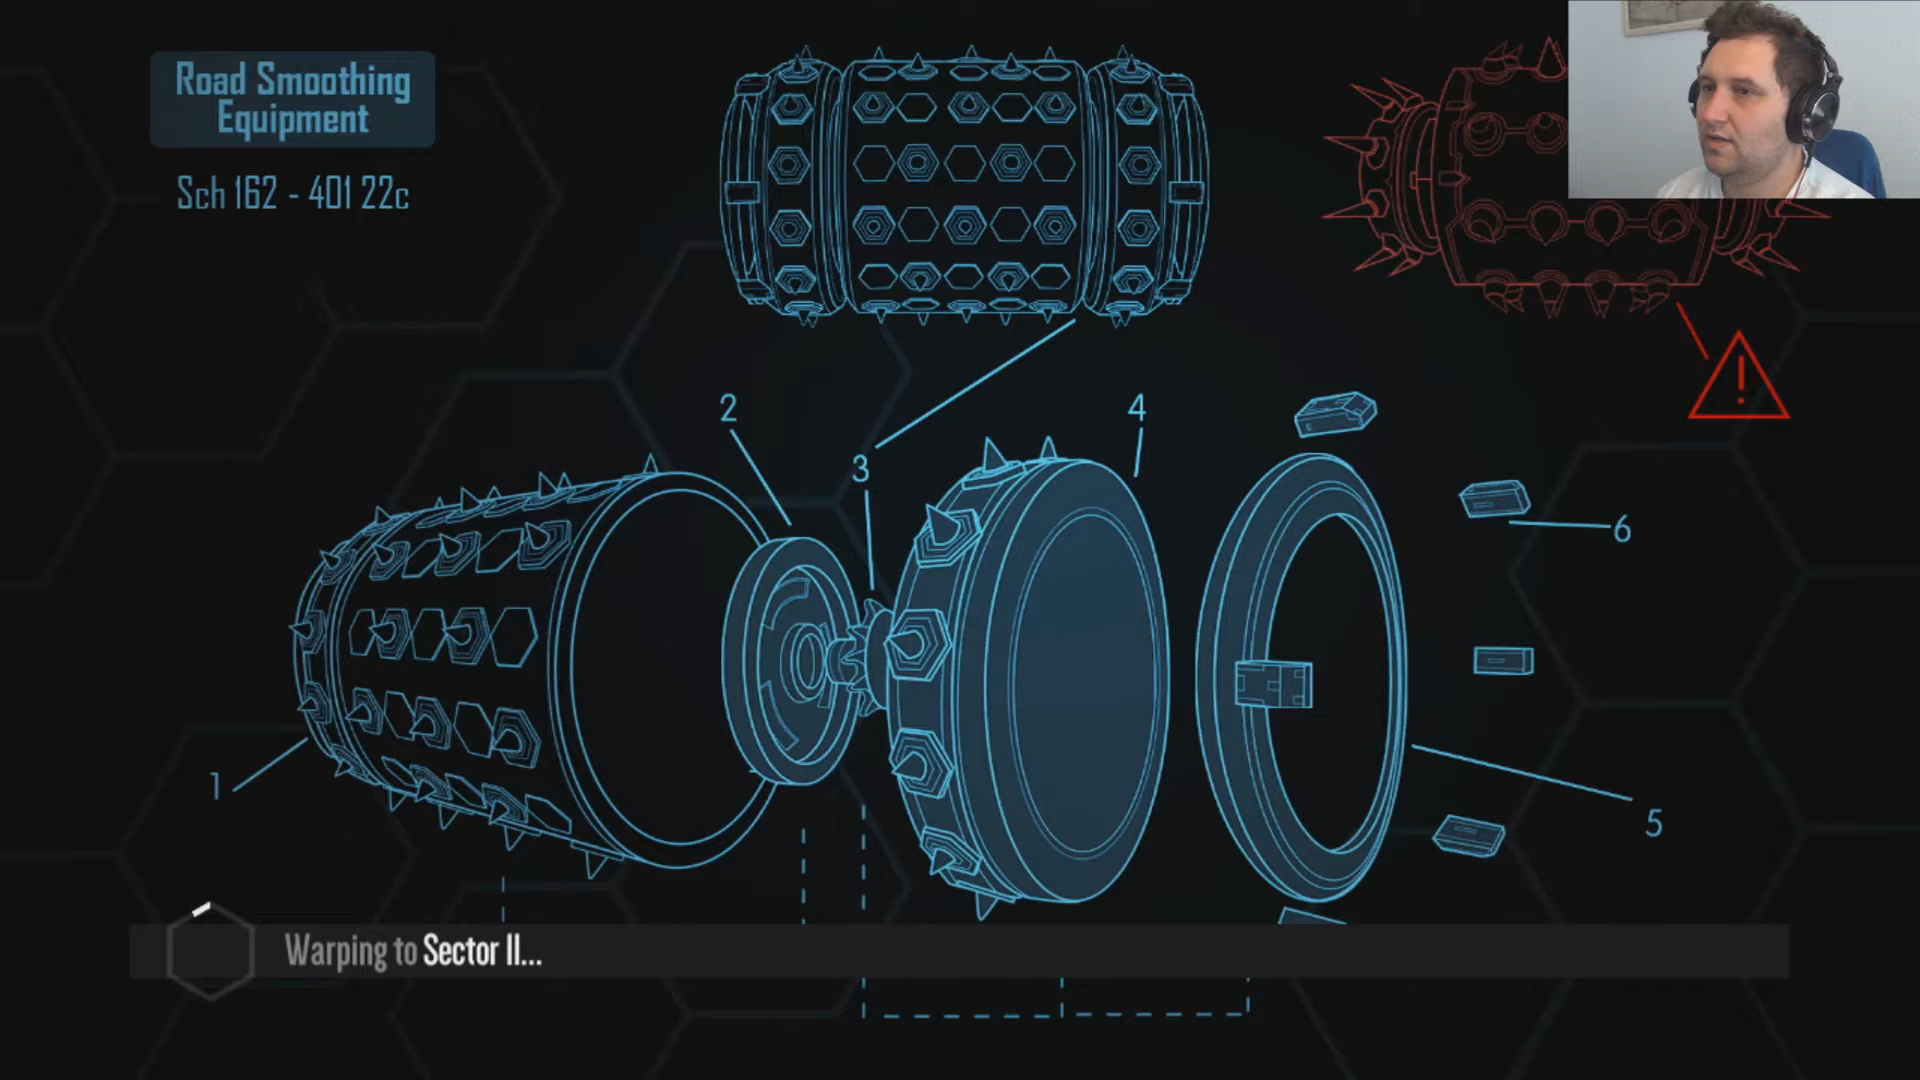 Road Smoothing
Equipment
Sch 162 - 401 22c
2
4
3
6
1
5
!
Warping to Sector II...